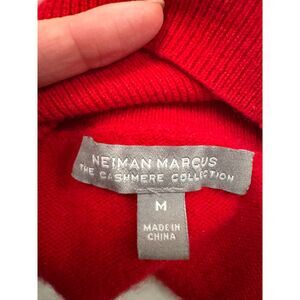 NEIMAN MARCUS
THE CASHMERE COLLECTION
M
MADE IN
CHINA